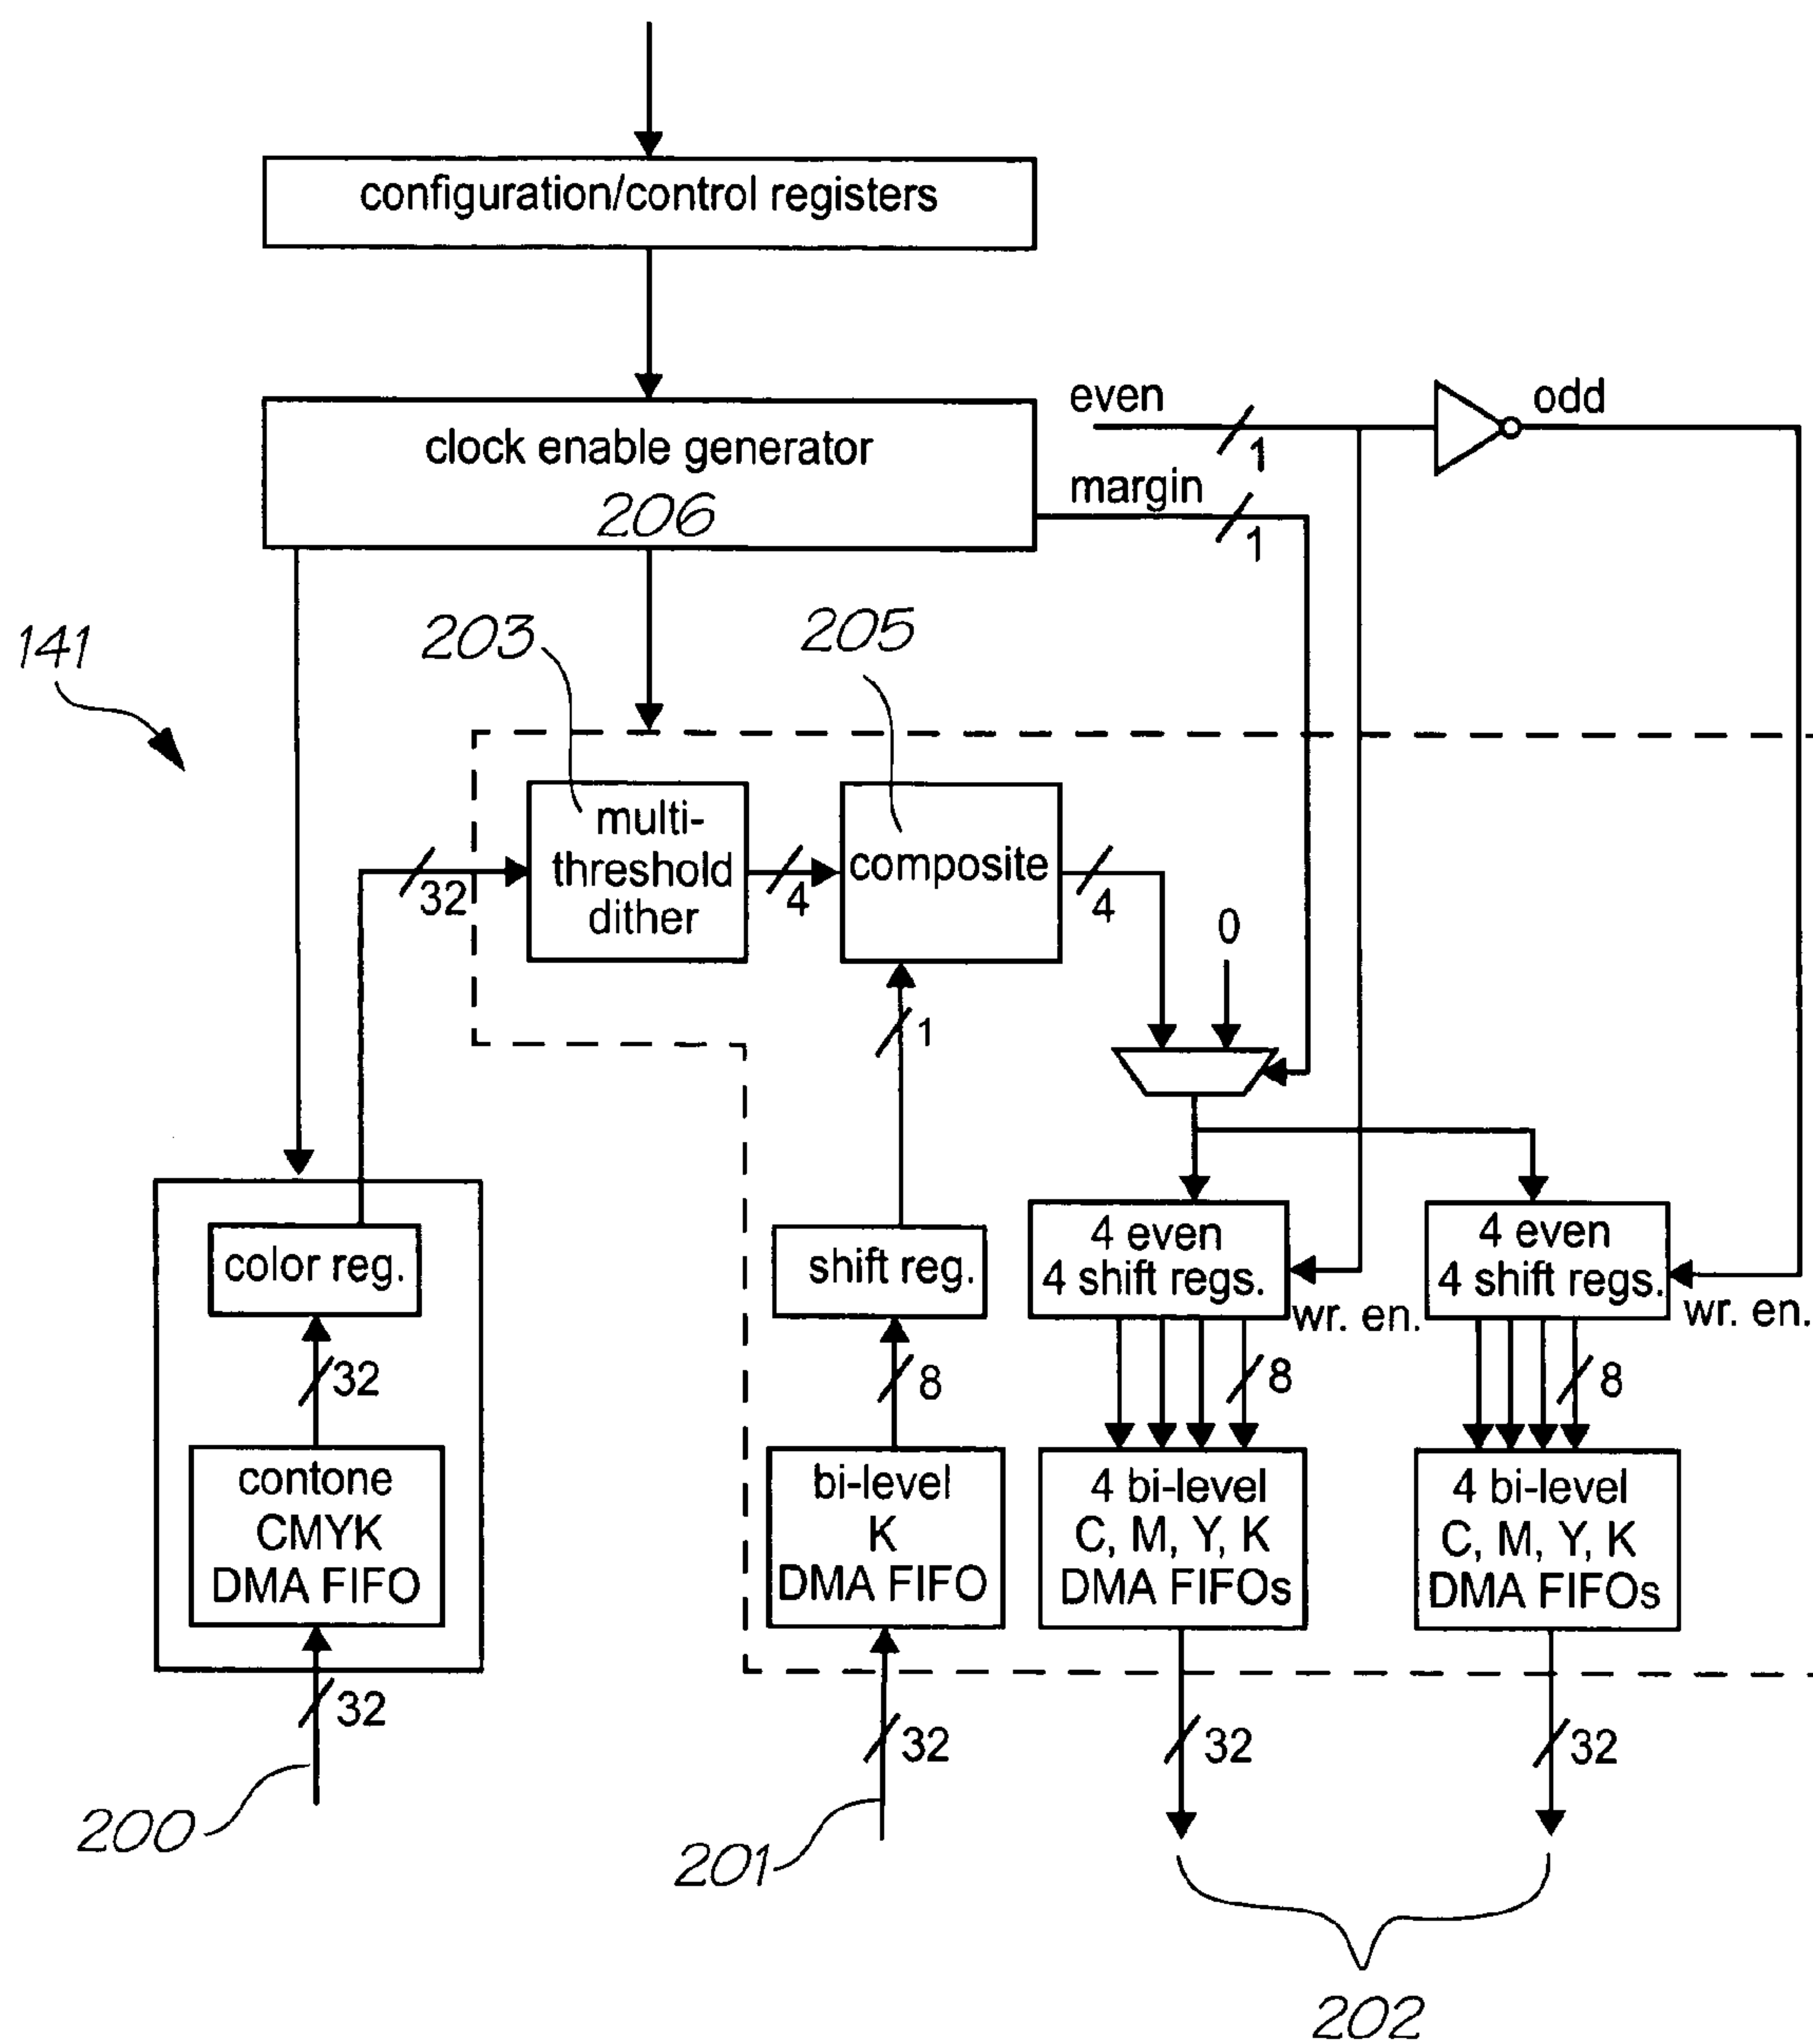 configuration/control registers
even
odd
clock enable generator
1
206
margin
1
203
205
141
multi-
threshold
dither
composite
32
4
4
0
1
color reg.
shift reg.
4 even
4 shift regs.
4 even
4 shift regs.
wr. en.
wr. en.
32
8
8
8
contone
CMYK
DMA FIFO
bi-level
K
DMA FIFO
4 bi-level
C, M, Y, K
DMA FIFOs
4 bi-level
C, M, Y, K
DMA FIFOs
32
32
32
32
200
201
202